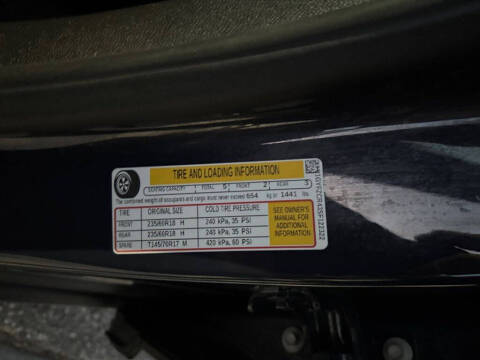 TIRE AND LOADING INFORMATION
SEATING CAPACITY TOTAL 5 FRONT 2 REAR 3
The combined weight of occupants and cargo must never exceed 654 kg or 1441 lbs
TIRE ORIGINAL SIZE COLD TIRE PRESSURE
FRONT 235/60R18 H 240 kPa, 35 PSI
REAR 235/60R18 H 240 kPa, 35 PSI
SPARE T145/70R17 M 420 kPa, 60 PSI
SEE OWNER'S
MANUAL FOR
ADDITIONAL
INFORMATION